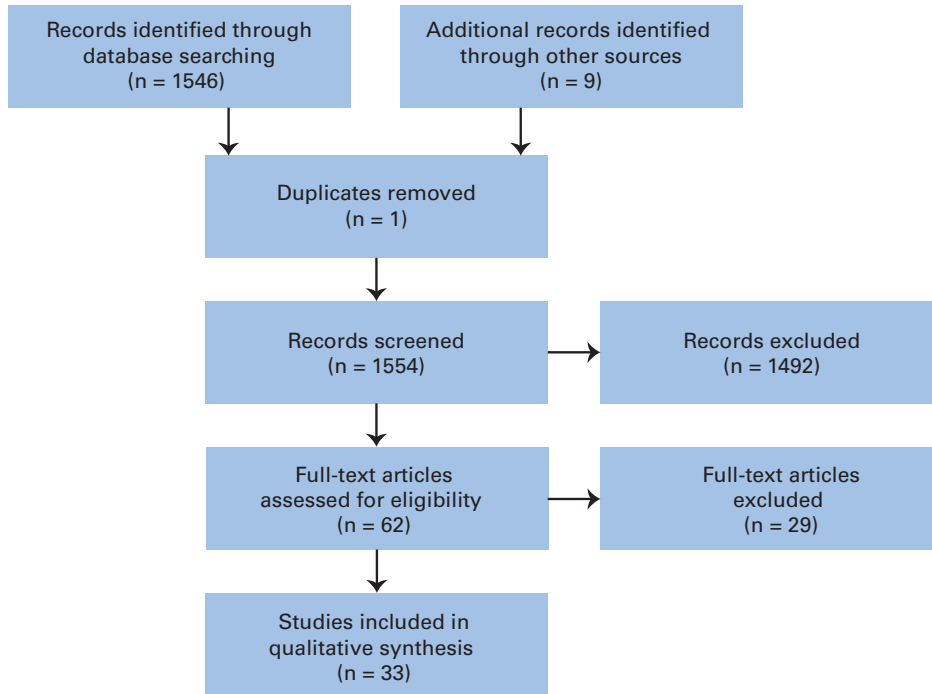 Records identified through
database searching
(n = 1546)
Additional records identified
through other sources
(n = 9)
Duplicates removed
(n = 1)
Records screened
(n = 1554)
Records excluded
(n = 1492)
Full-text articles
assessed for eligibility
(n = 62)
Full-text articles
excluded
(n = 29)
Studies included in
qualitative synthesis
(n = 33)